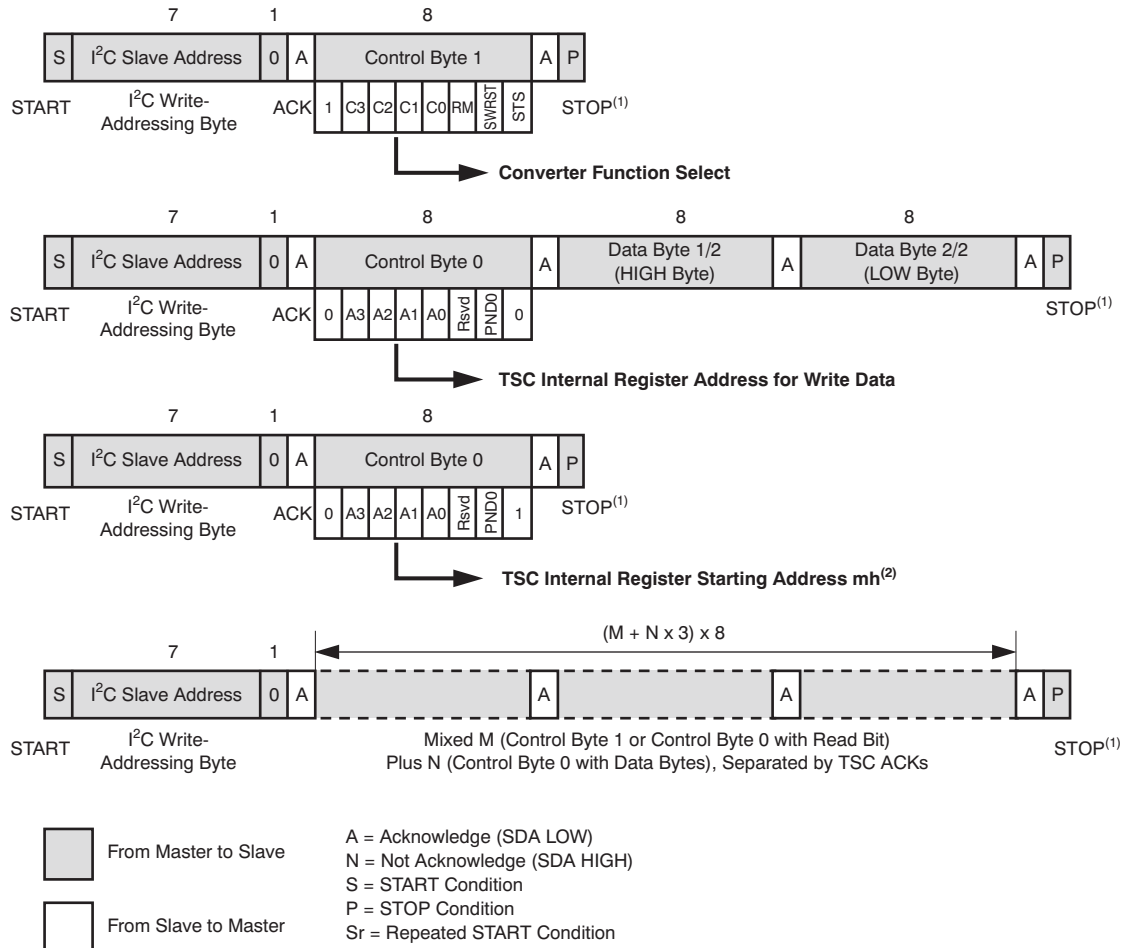 7 1 8
S I²C Slave Address 0 A Control Byte 1 A P
START I²C Write-Addressing Byte ACK 1 C3 C2 C1 C0 RM SWRST STS STOP(1)
Converter Function Select
7 1 8 8 8
S I²C Slave Address 0 A Control Byte 0 A Data Byte 1/2 (HIGH Byte) A Data Byte 2/2 (LOW Byte) A P
START I²C Write-Addressing Byte ACK 0 A3 A2 A1 A0 Rsvd PND0 0 STOP(1)
TSC Internal Register Address for Write Data
7 1 8
S I²C Slave Address 0 A Control Byte 0 A P
START I²C Write-Addressing Byte ACK 0 A3 A2 A1 A0 Rsvd PND0 1 STOP(1)
TSC Internal Register Starting Address mh(2)
(M + N x 3) x 8
7 1
S I²C Slave Address 0 A A A A P
START I²C Write-Addressing Byte STOP(1)
Mixed M (Control Byte 1 or Control Byte 0 with Read Bit)
Plus N (Control Byte 0 with Data Bytes), Separated by TSC ACKs
From Master to Slave
From Slave to Master
A = Acknowledge (SDA LOW)
N = Not Acknowledge (SDA HIGH)
S = START Condition
P = STOP Condition
Sr = Repeated START Condition